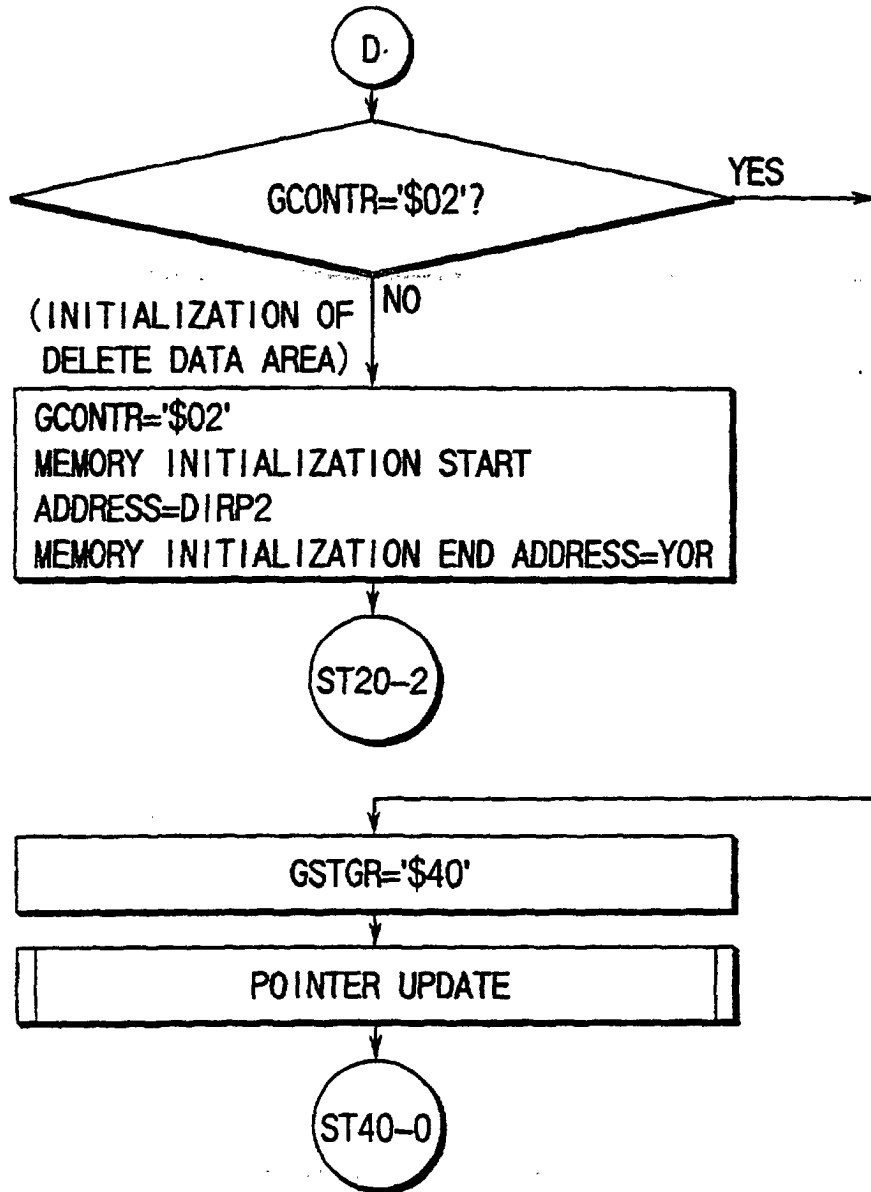 D
GCONTR='$02'?
YES
NO
(INITIALIZATION OF
DELETE DATA AREA)
GCONTR='$02'
MEMORY INITIALIZATION START
ADDRESS=DIRP2
MEMORY INITIALIZATION END ADDRESS=YOR
ST20-2
GSTGR='$40'
POINTER UPDATE
ST40-0